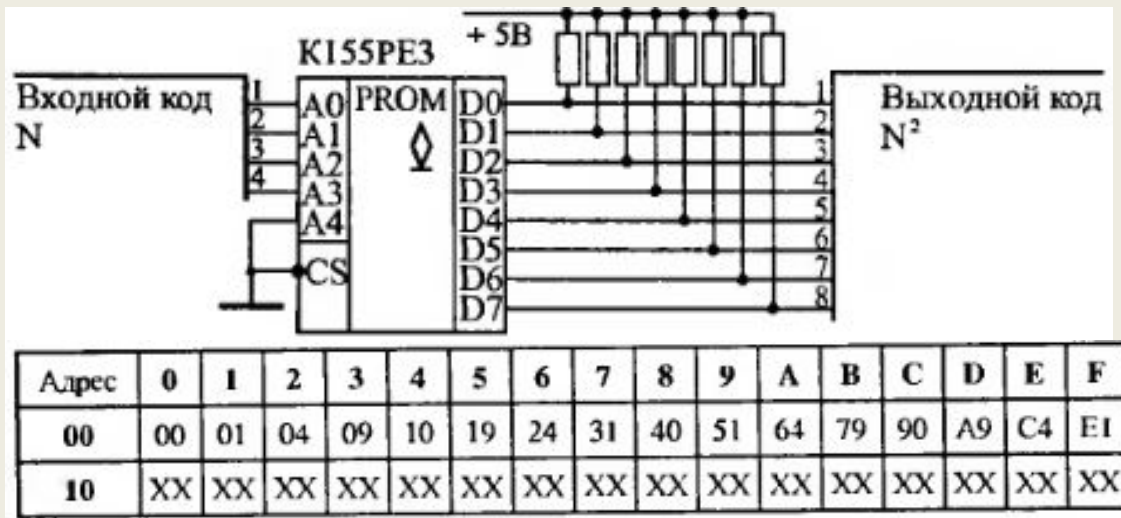 К155РЕ3
+ 5В
Входной код
N
1
2
3
4
A0
A1
A2
A3
A4
CS
PROM
D0
D1
D2
D3
D4
D5
D6
D7
1
2
3
4
5
6
7
8
Выходной код
N²
Адрес 0 1 2 3 4 5 6 7 8 9 A B C D E F
00 00 01 04 09 10 19 24 31 40 51 64 79 90 A9 C4 E1
10 XX XX XX XX XX XX XX XX XX XX XX XX XX XX XX XX